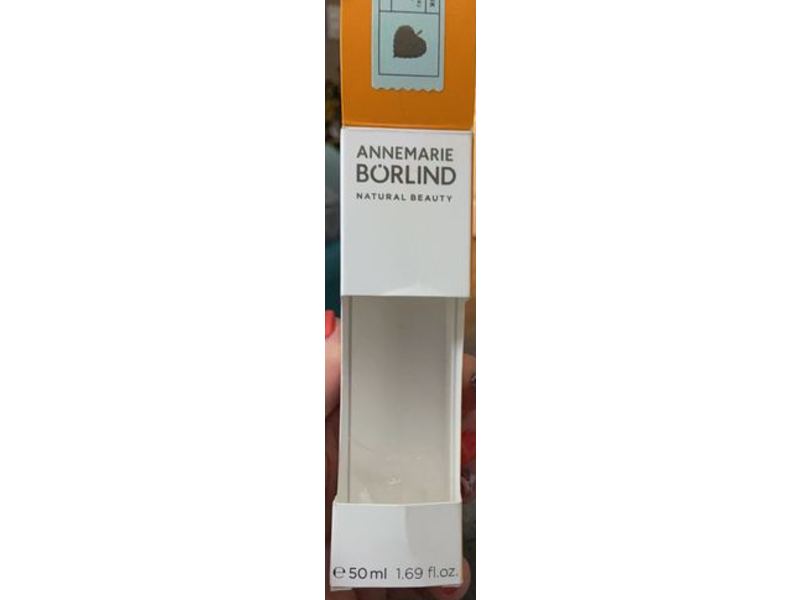 ANNEMARIE
BÖRLIND
NATURAL BEAUTY
℮ 50 ml 1.69 fl.oz.